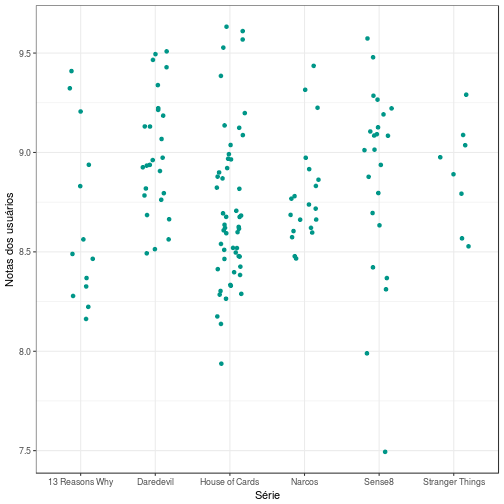 Notas dos usuários
9.5
9.0
8.5
8.0
7.5
13 Reasons Why Daredevil House of Cards Narcos Sense8 Stranger Things
Série